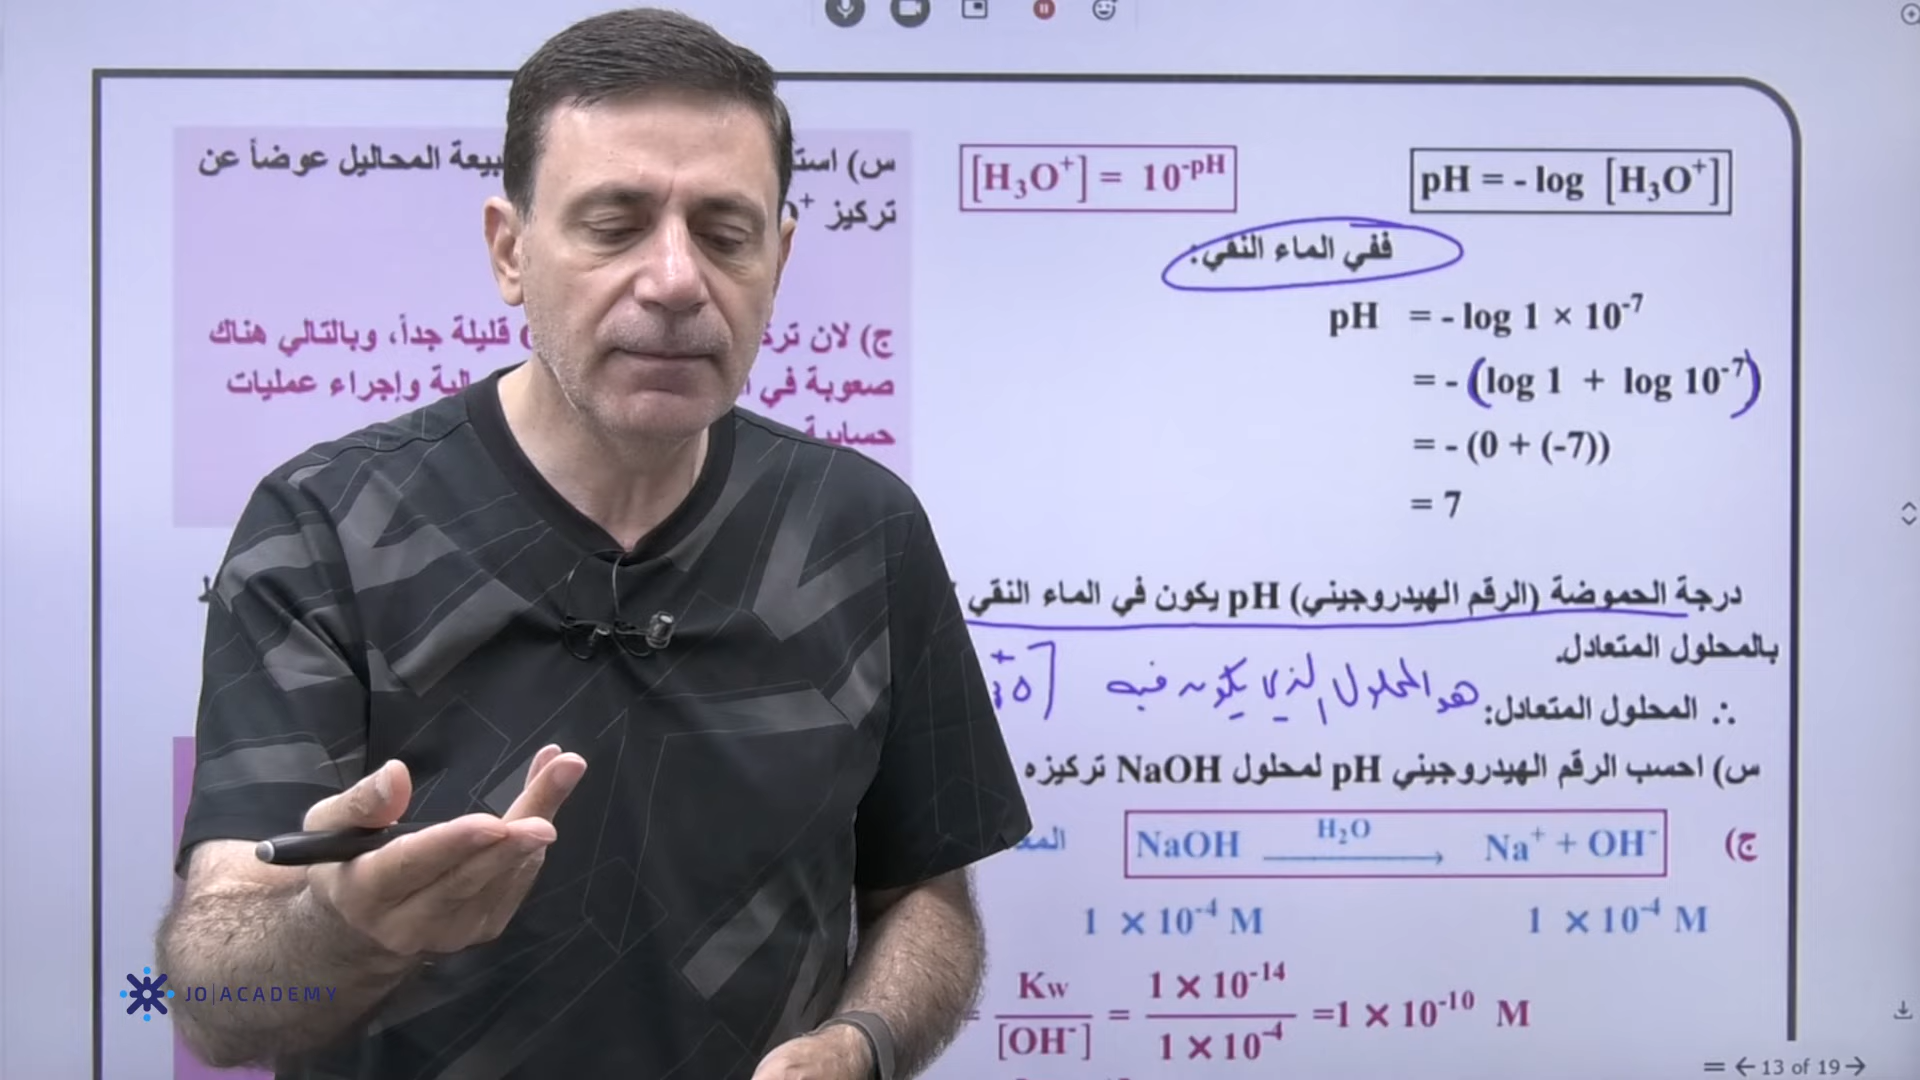 pH = - log [H₃O⁺]
[H₃O⁺] = 10⁻ᵖᴴ
ففي الماء النقي:
pH = - log 1 × 10⁻⁷
= - (log 1 + log 10⁻⁷)
= - (0 + (-7))
= 7
س) است
بيعة المحاليل عوضاً عن
تركيز
ج) لان
قليلة جداً، وبالتالي هناك
صعوبة في
وإجراء عمليات
حسابية
درجة الحموضة (الرقم الهيدروجيني) pH يكون في الماء النقي
بالمحلول المتعادل.
∴ المحلول المتعادل: هو المحلول الذي يكون فيه
س) احسب الرقم الهيدروجيني pH لمحلول NaOH تركيزه
ج) NaOH H₂O Na⁺ + OH⁻
1 × 10⁻⁴ M 1 × 10⁻⁴ M
= Kw / [OH⁻] = 1 × 10⁻¹⁴ / 1 × 10⁻⁴ =1 × 10⁻¹⁰ M
JO|ACADEMY
13 of 19